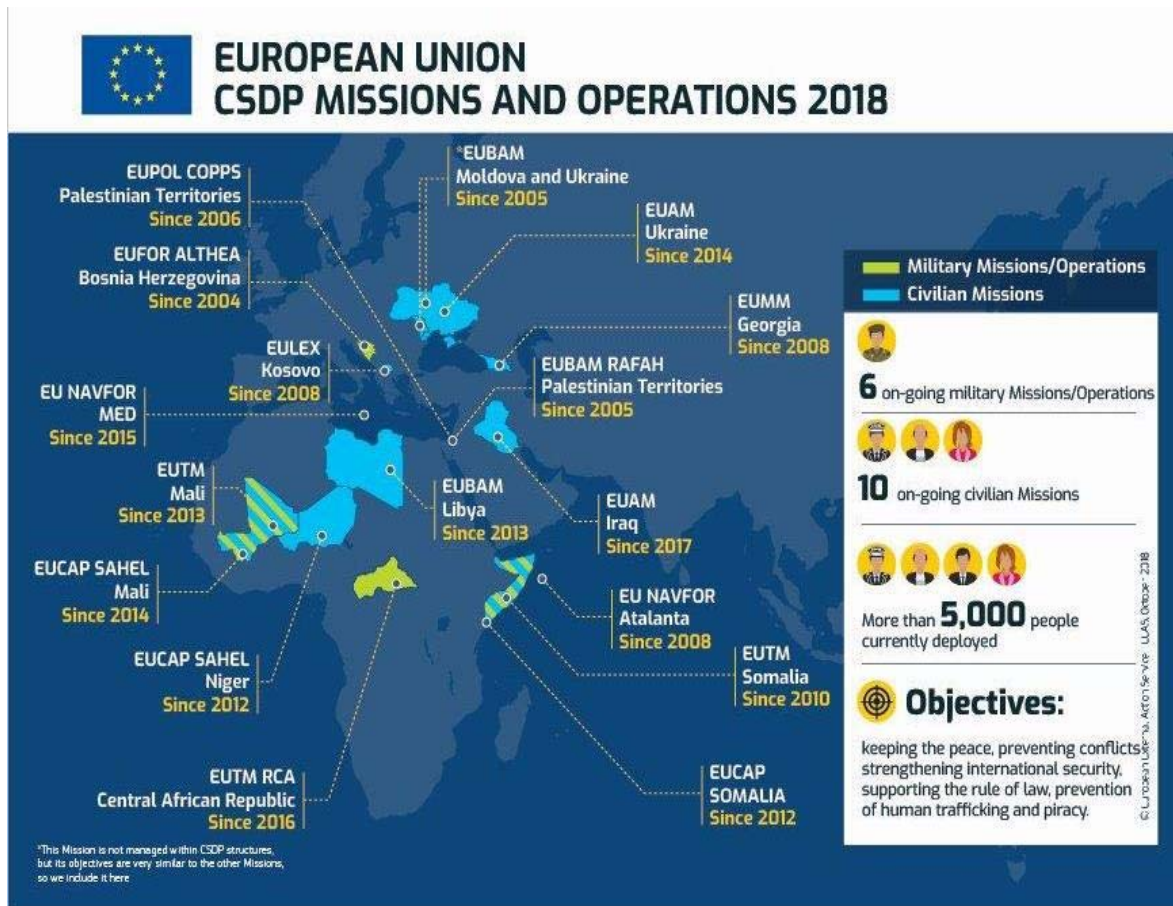 EUROPEAN UNION
CSDP MISSIONS AND OPERATIONS 2018
EUPOL COPPS
Palestinian Territories
Since 2006
*EUBAM
Moldova and Ukraine
Since 2005
EUAM
Ukraine
Since 2014
EUFOR ALTHEA
Bosnia Herzegovina
Since 2004
EUMM
Georgia
Since 2008
EULEX
Kosovo
Since 2008
EUBAM RAFAH
Palestinian Territories
Since 2005
EU NAVFOR
MED
Since 2015
EUTM
Mali
Since 2013
EUBAM
Libya
Since 2013
EUAM
Iraq
Since 2017
EUCAP SAHEL
Mali
Since 2014
EU NAVFOR
Atalanta
Since 2008
EUCAP SAHEL
Niger
Since 2012
EUTM
Somalia
Since 2010
EUTM RCA
Central African Republic
Since 2016
EUCAP
SOMALIA
Since 2012
*This Mission is not managed within CSDP structures,
but its objectives are very similar to the other Missions,
so we include it here
Military Missions/Operations
Civilian Missions
6 on-going military Missions/Operations
10 on-going civilian Missions
More than 5,000 people
currently deployed
Objectives:
keeping the peace, preventing conflicts
strengthening international security,
supporting the rule of law, prevention
of human trafficking and piracy.
© European External Action Service 2018